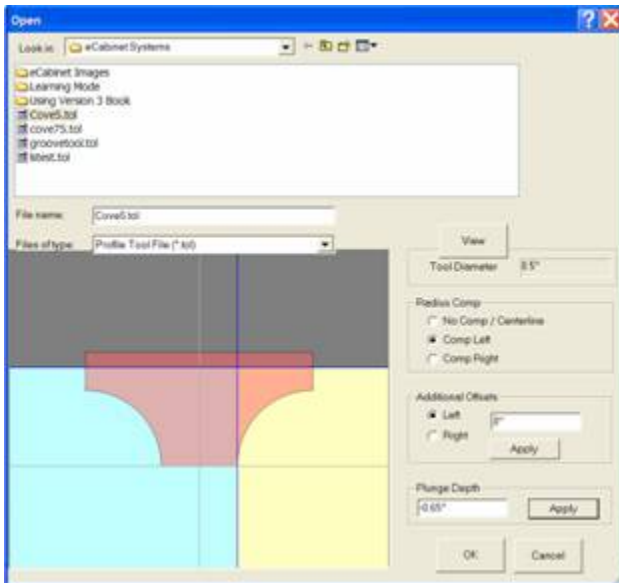 Open
Look in: eCabinet Systems
eCabinet Images
Learning Mode
Using Version 3 Book
Cove5.tol
cove75.tol
groovetool.tol
ktest.tol
File name: Cove5.tol
Files of type: Profile Tool File (*.tol)
View
Tool Diameter 0.5"
Radius Comp
No Comp / Centerline
Comp Left
Comp Right
Additional Offsets
Left
0"
Right
Apply
Plunge Depth
-0.65"
Apply
OK Cancel